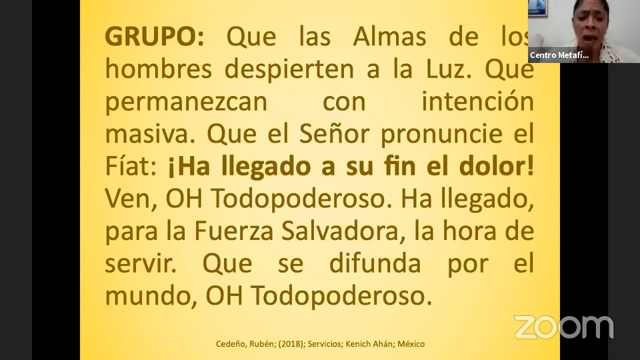 GRUPO: Que las Almas de los
hombres despierten a la Luz. Que
permanezcan con intención
masiva. Que el Señor pronuncie el
Fíat: ¡Ha llegado a su fin el dolor!
Ven, OH Todopoderoso. Ha llegado,
para la Fuerza Salvadora, la hora de
servir. Que se difunda por el
mundo, OH Todopoderoso.
Cedeño, Rubén; (2018); Servicios; Kenich Ahán; México
Centro Metafí...
zoom